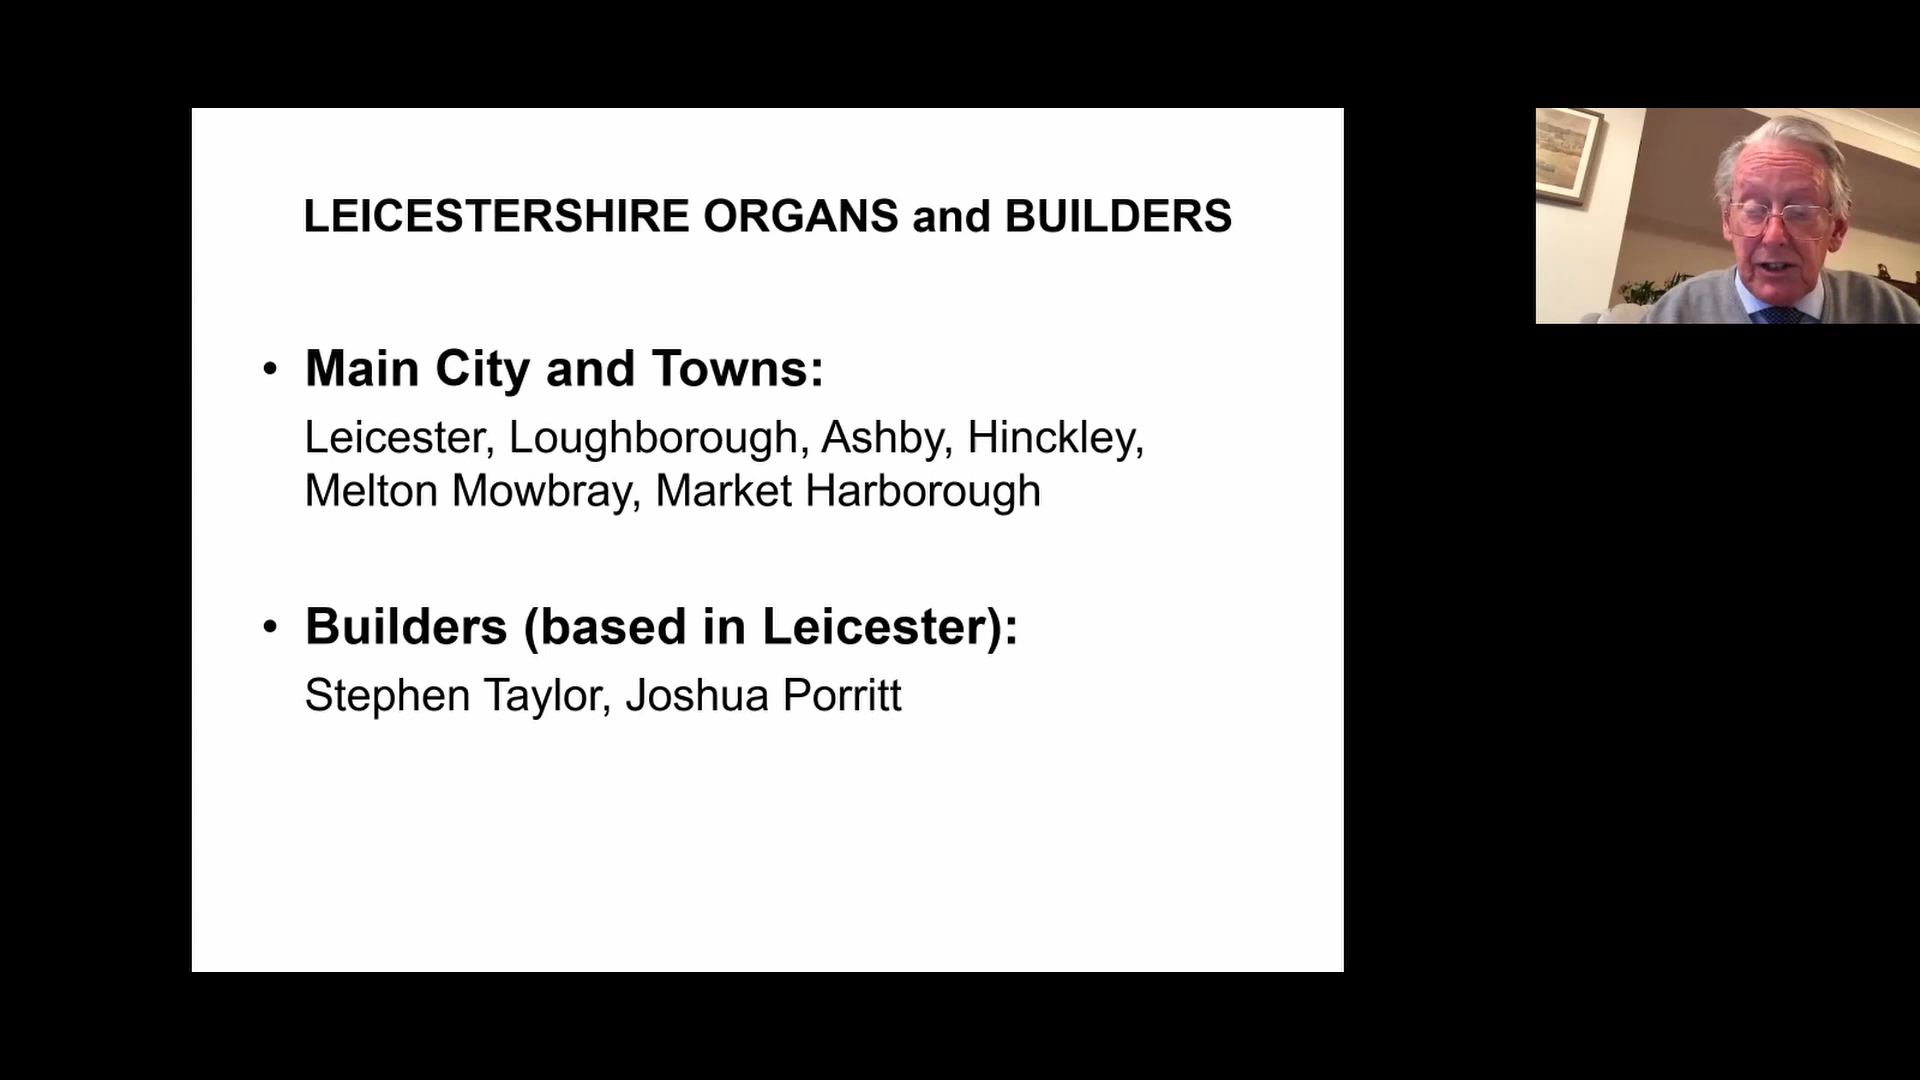 LEICESTERSHIRE ORGANS and BUILDERS
• Main City and Towns:
Leicester, Loughborough, Ashby, Hinckley,
Melton Mowbray, Market Harborough
• Builders (based in Leicester):
Stephen Taylor, Joshua Porritt